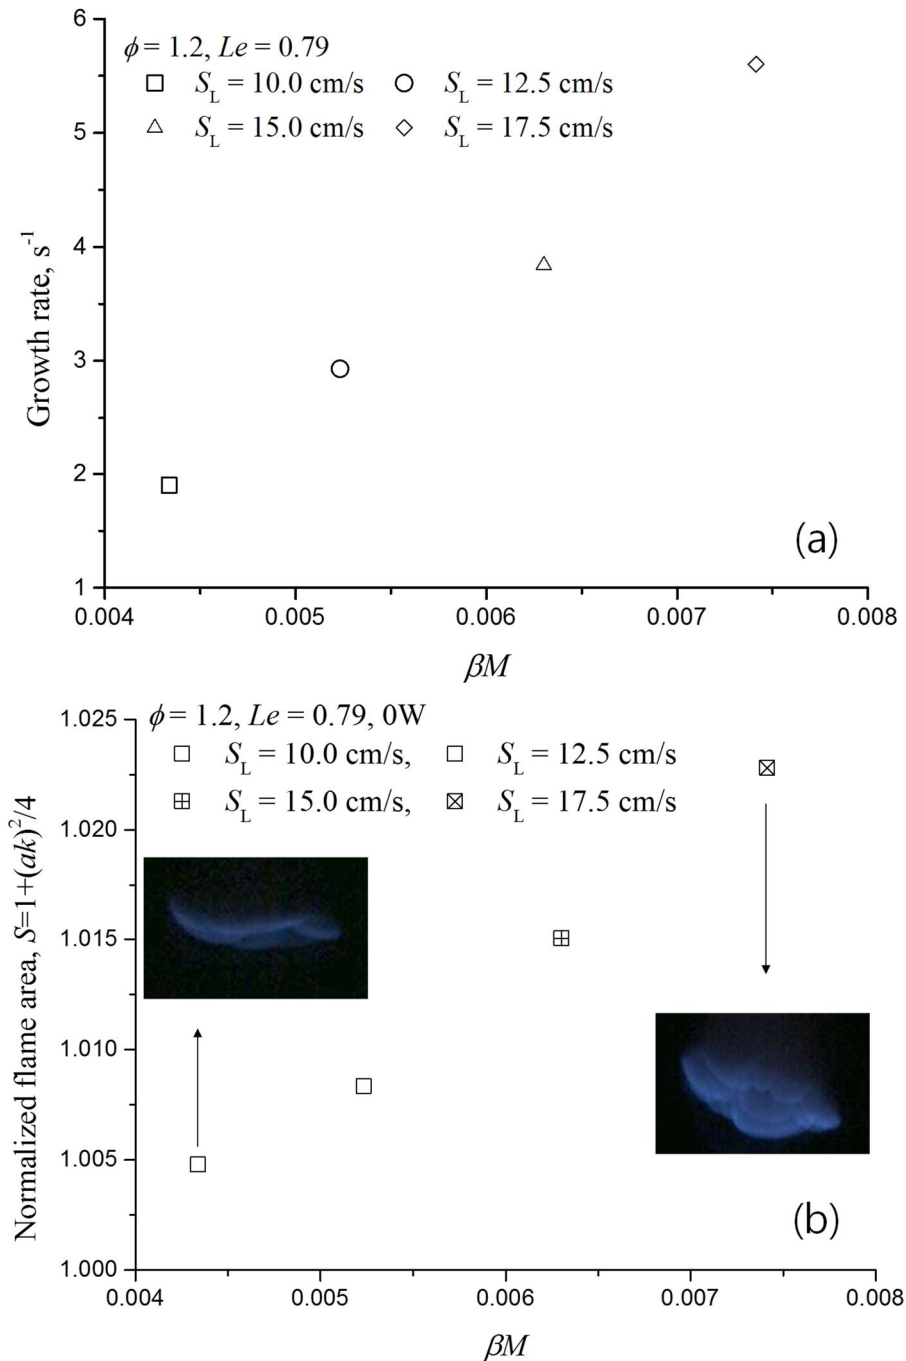 6
ϕ = 1.2, Le = 0.79
S_L = 10.0 cm/s
S_L = 12.5 cm/s
S_L = 15.0 cm/s
S_L = 17.5 cm/s
5
4
3
2
1
Growth rate, s^-1
(a)
0.004
0.005
0.006
0.007
0.008
βM
1.025
ϕ = 1.2, Le = 0.79, 0W
S_L = 10.0 cm/s,
S_L = 12.5 cm/s
S_L = 15.0 cm/s,
S_L = 17.5 cm/s
1.020
1.015
1.010
1.005
1.000
Normalized flame area, S=1+(ak)^2/4
(b)
0.004
0.005
0.006
0.007
0.008
βM